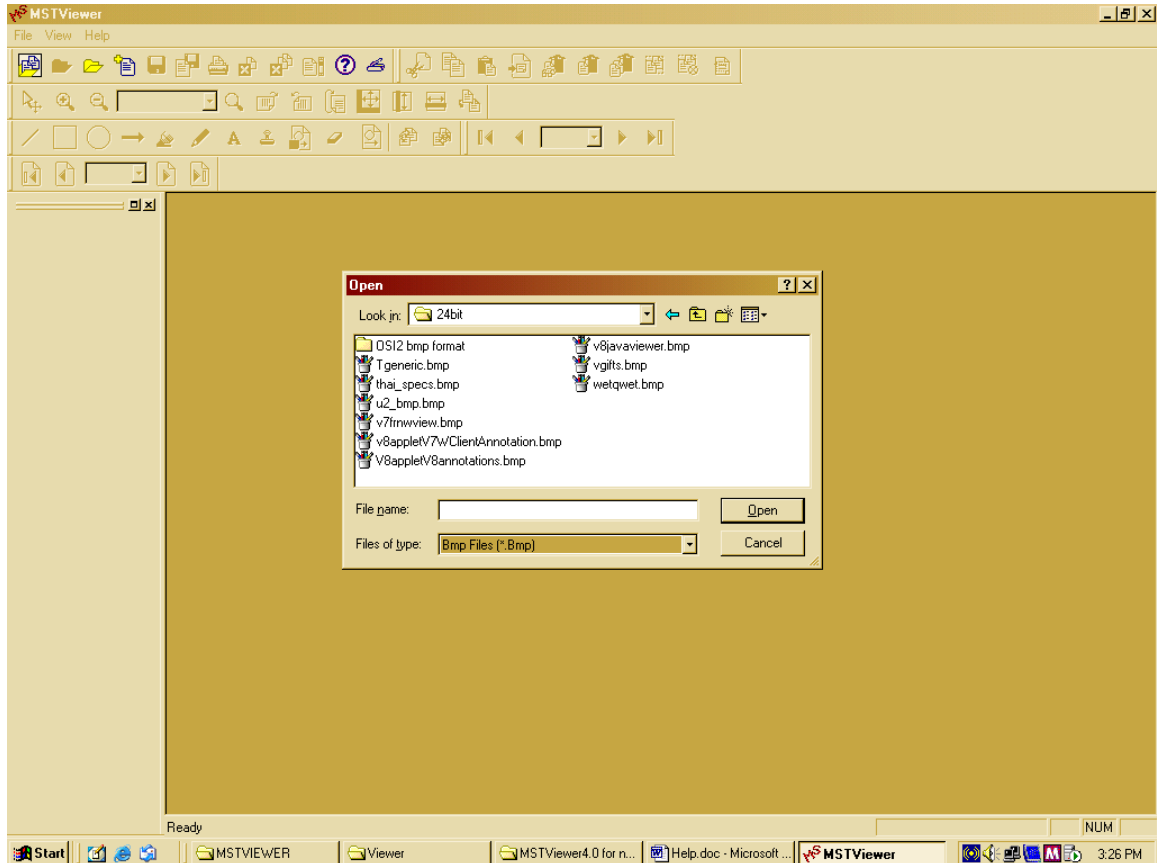 MSTViewer
File View Help
Open
Look in: 24bit
OSI2 bmp format
Tgeneric.bmp
thai_specs.bmp
u2_bmp.bmp
v7frnwview.bmp
v8appletV7WClientAnnotation.bmp
V8appletV8annotations.bmp
v8javaviewer.bmp
vgifts.bmp
wetqwet.bmp
File name:
Open
Files of type: Bmp Files (*.Bmp)
Cancel
Ready
NUM
Start MSTVIEWER Viewer MSTViewer4.0 for n... Help.doc - Microsoft ... MSTViewer 3:26 PM